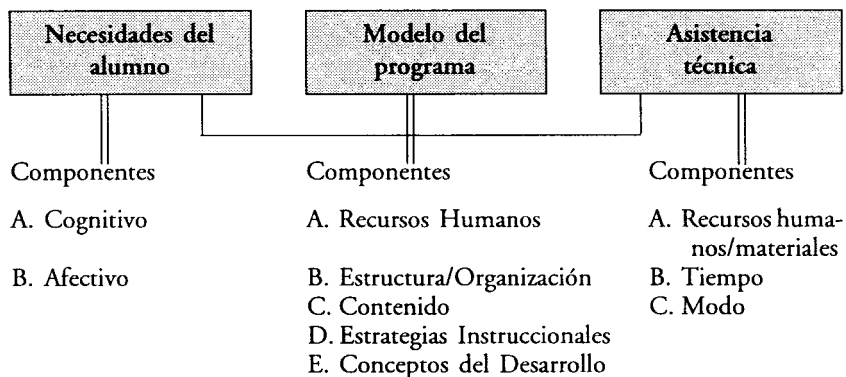 Necesidades del
alumno
Modelo del
programa
Asistencia
técnica
Componentes
A. Cognitivo
B. Afectivo
Componentes
A. Recursos Humanos
B. Estructura/Organización
C. Contenido
D. Estrategias Instruccionales
E. Conceptos del Desarrollo
Componentes
A. Recursos huma-
nos/materiales
B. Tiempo
C. Modo